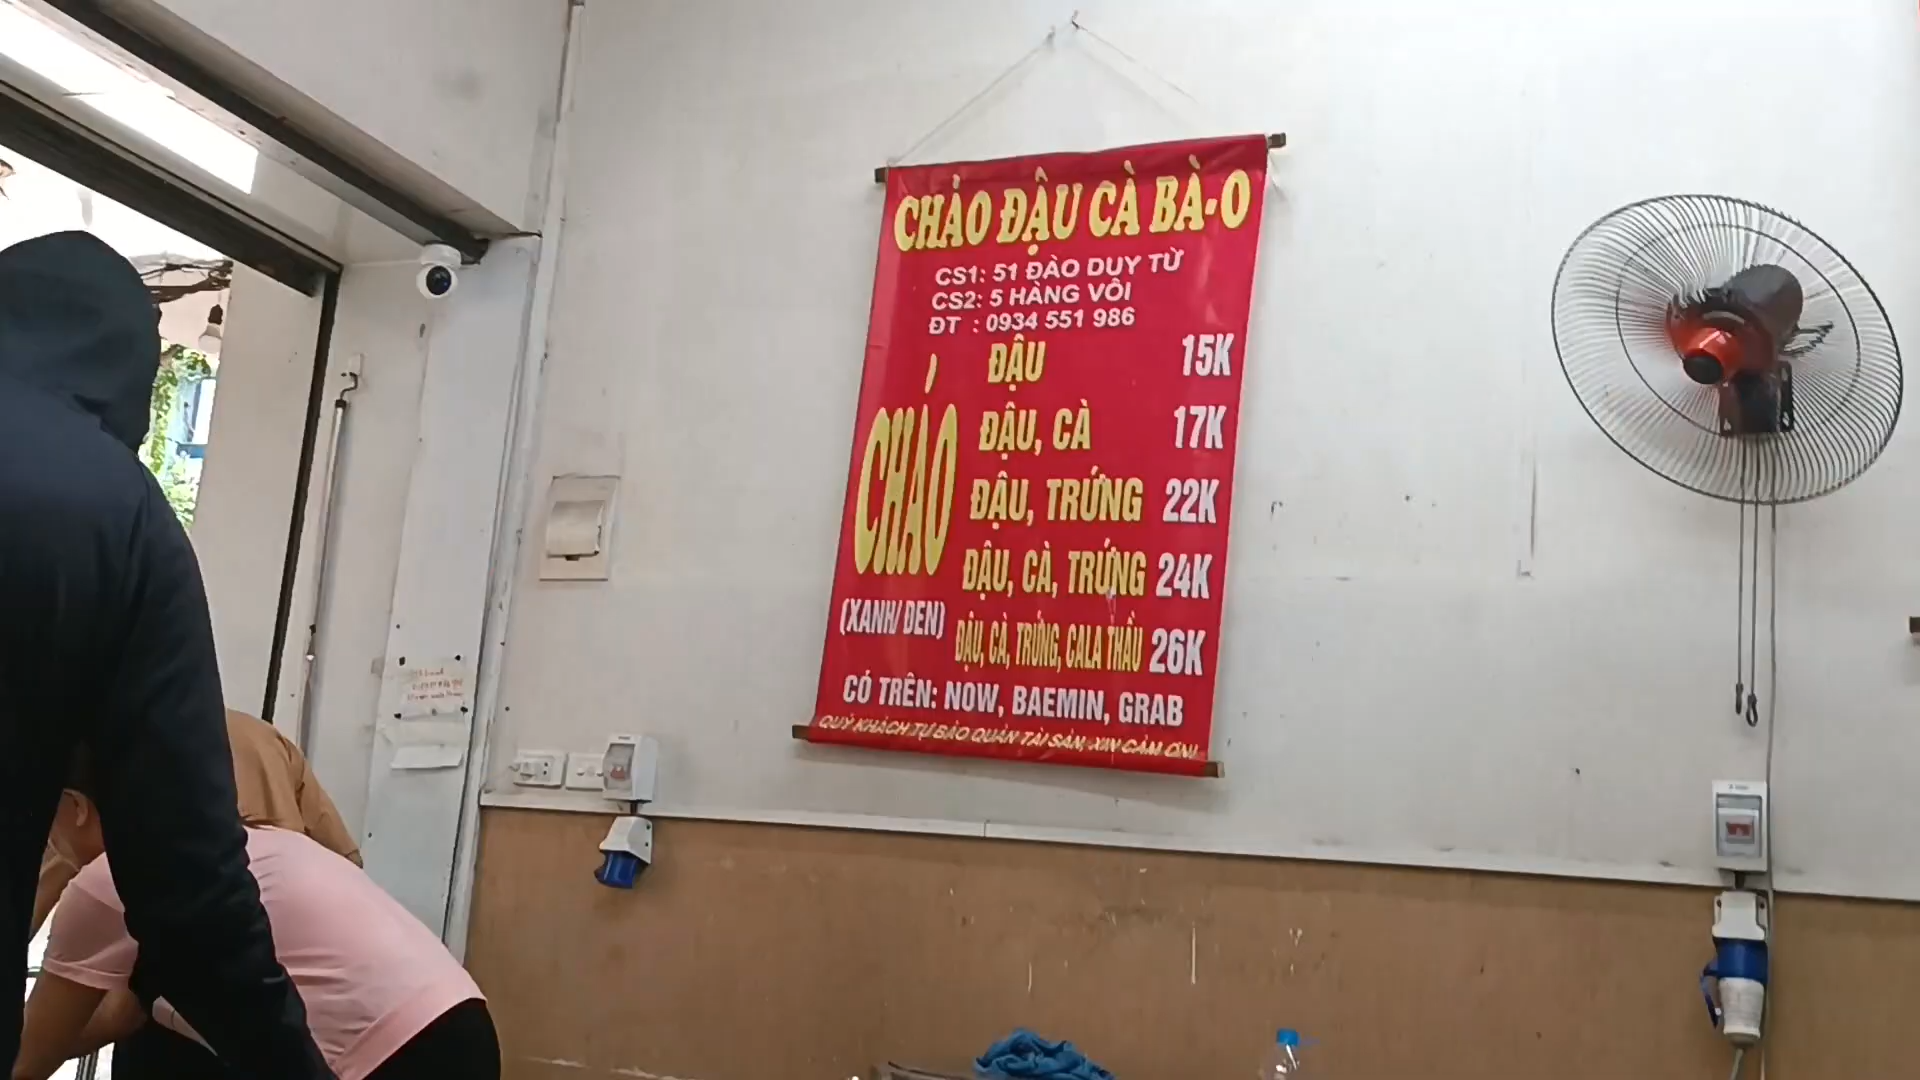 CHÁO ĐẬU CÀ BÀ-O
CS1: 51 ĐÀO DUY TỪ
CS2: 5 HÀNG VÔI
ĐT : 0934 551 986
CHÁO
(XANH/ ĐEN)
ĐẬU 15K
ĐẬU, CÀ 17K
ĐẬU, TRỨNG 22K
ĐẬU, CÀ, TRỨNG 24K
ĐẬU, CÀ, TRỨNG, CALA THẦU 26K
CÓ TRÊN: NOW, BAEMIN, GRAB
QUÝ KHÁCH TỰ BẢO QUẢN TÀI SẢN, XIN CẢM ƠN!